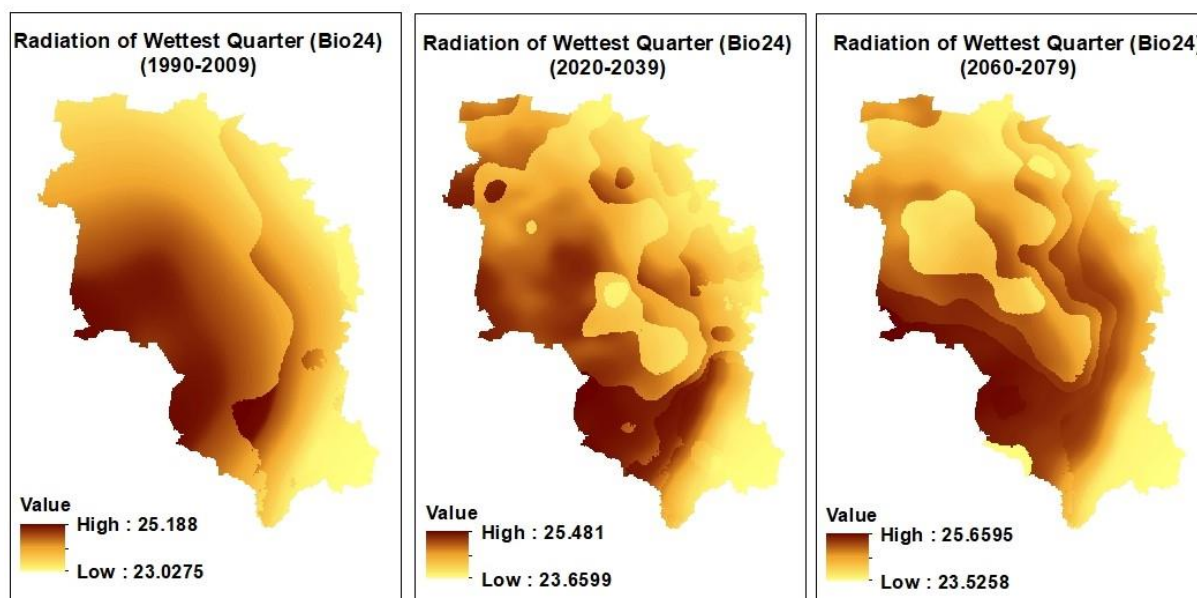 Radiation of Wettest Quarter (Bio24)
(1990-2009)
Value
High : 25.188
Low : 23.0275
Radiation of Wettest Quarter (Bio24)
(2020-2039)
Value
High : 25.481
Low : 23.6599
Radiation of Wettest Quarter (Bio24)
(2060-2079)
Value
High : 25.6595
Low : 23.5258